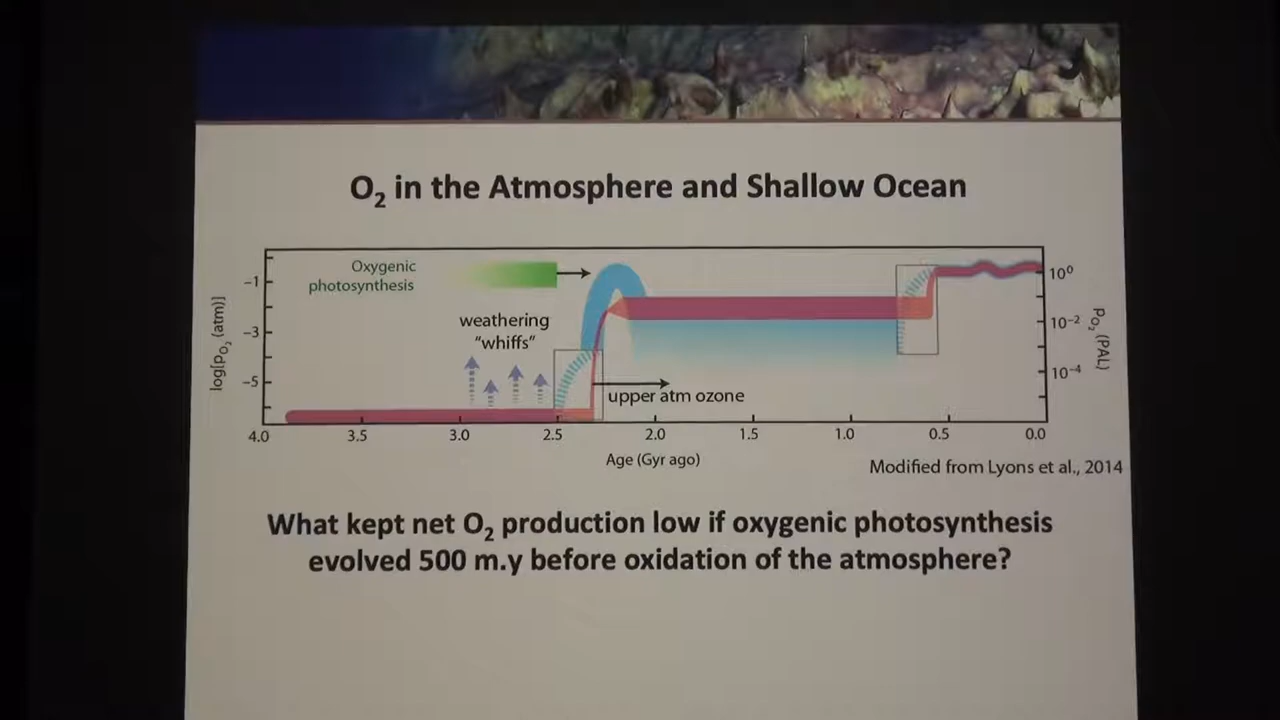 O₂ in the Atmosphere and Shallow Ocean
Oxygenic
photosynthesis
weathering
"whiffs"
upper atm ozone
log[pO₂ (atm)]
−1
−3
−5
10⁰
10⁻²
10⁻⁴
PO₂ (PAL)
4.0 3.5 3.0 2.5 2.0 1.5 1.0 0.5 0.0
Age (Gyr ago)
Modified from Lyons et al., 2014
What kept net O₂ production low if oxygenic photosynthesis
evolved 500 m.y before oxidation of the atmosphere?